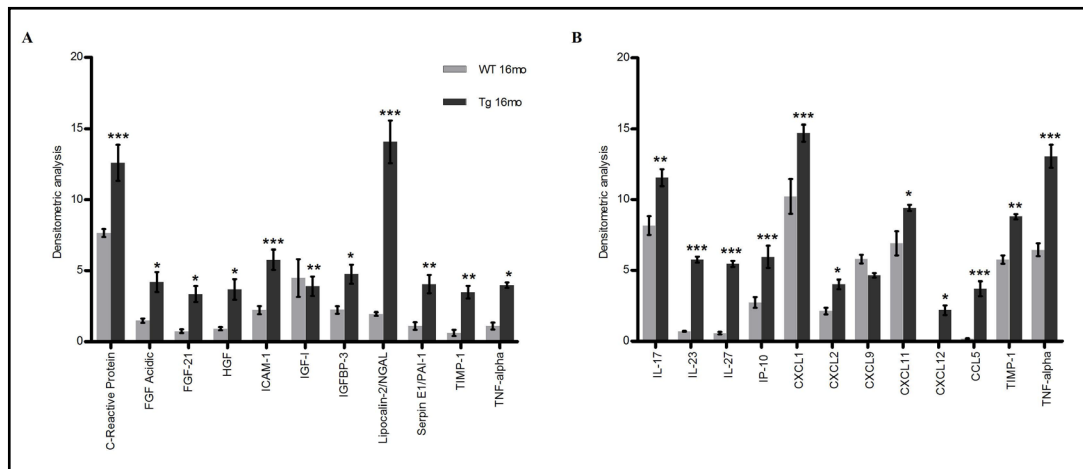 A
Densitometric analysis
20
15
10
5
0
WT 16mo
Tg 16mo
***
*
*
*
***
**
*
***
**
**
*
C-Reactive Protein
FGF Acidic
FGF-21
HGF
ICAM-1
IGF-I
IGFBP-3
Lipocalin-2/NGAL
Serpin E1/PAI-1
TIMP-1
TNF-alpha
B
Densitometric analysis
20
15
10
5
0
**
***
***
***
***
*
*
*
***
**
***
IL-17
IL-23
IL-27
IP-10
CXCL1
CXCL2
CXCL9
CXCL11
CXCL12
CCL5
TIMP-1
TNF-alpha